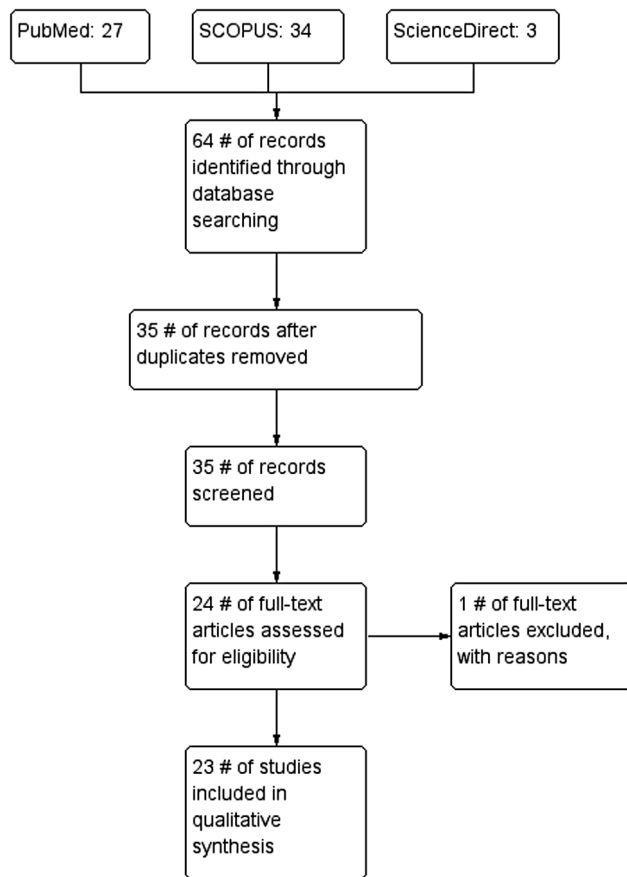 PubMed: 27
SCOPUS: 34
ScienceDirect: 3
64 # of records
identified through
database
searching
35 # of records after
duplicates removed
35 # of records
screened
24 # of full-text
articles assessed
for eligibility
1 # of full-text
articles excluded,
with reasons
23 # of studies
included in
qualitative
synthesis